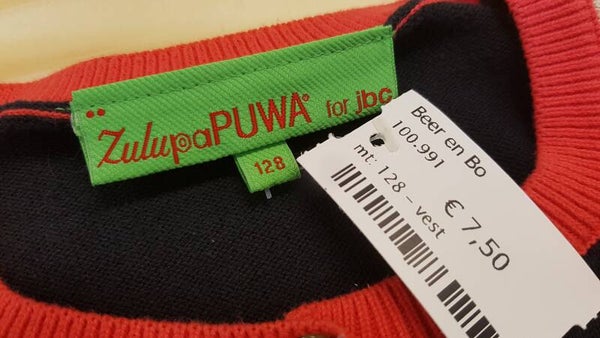 ZulupaPUWA for jbc
128
Beer en Bo
100.991
mt: 128 – vest
€ 7,50